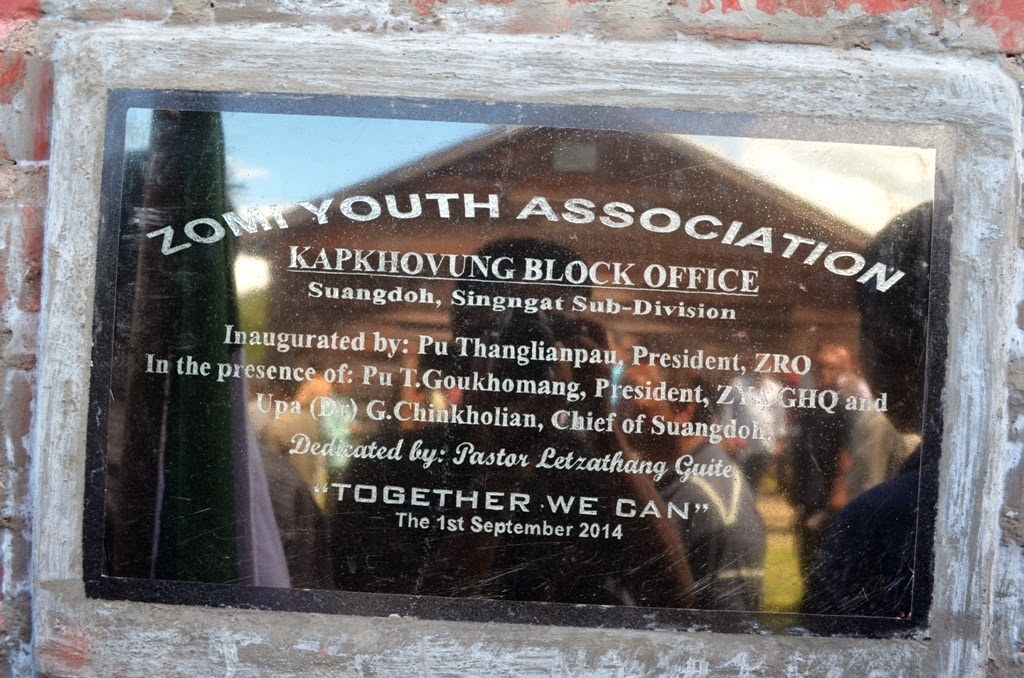 ZOMI YOUTH ASSOCIATION
KAPKHOVUNG BLOCK OFFICE
Suangdoh, Singngat Sub-Division
Inaugurated by: Pu Thanglianpau, President, ZRO
In the presence of: Pu T.Goukhomang, President, ZYA GHQ and
Upa (Dr) G.Chinkholian, Chief of Suangdoh.
Dedicated by: Pastor Letzathang Guite
"TOGETHER WE CAN"
The 1st September 2014